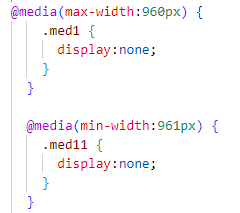 @media(max-width:960px) {
.med1 {
display:none;
}
}
@media(min-width:961px) {
.med11 {
display:none;
}
}